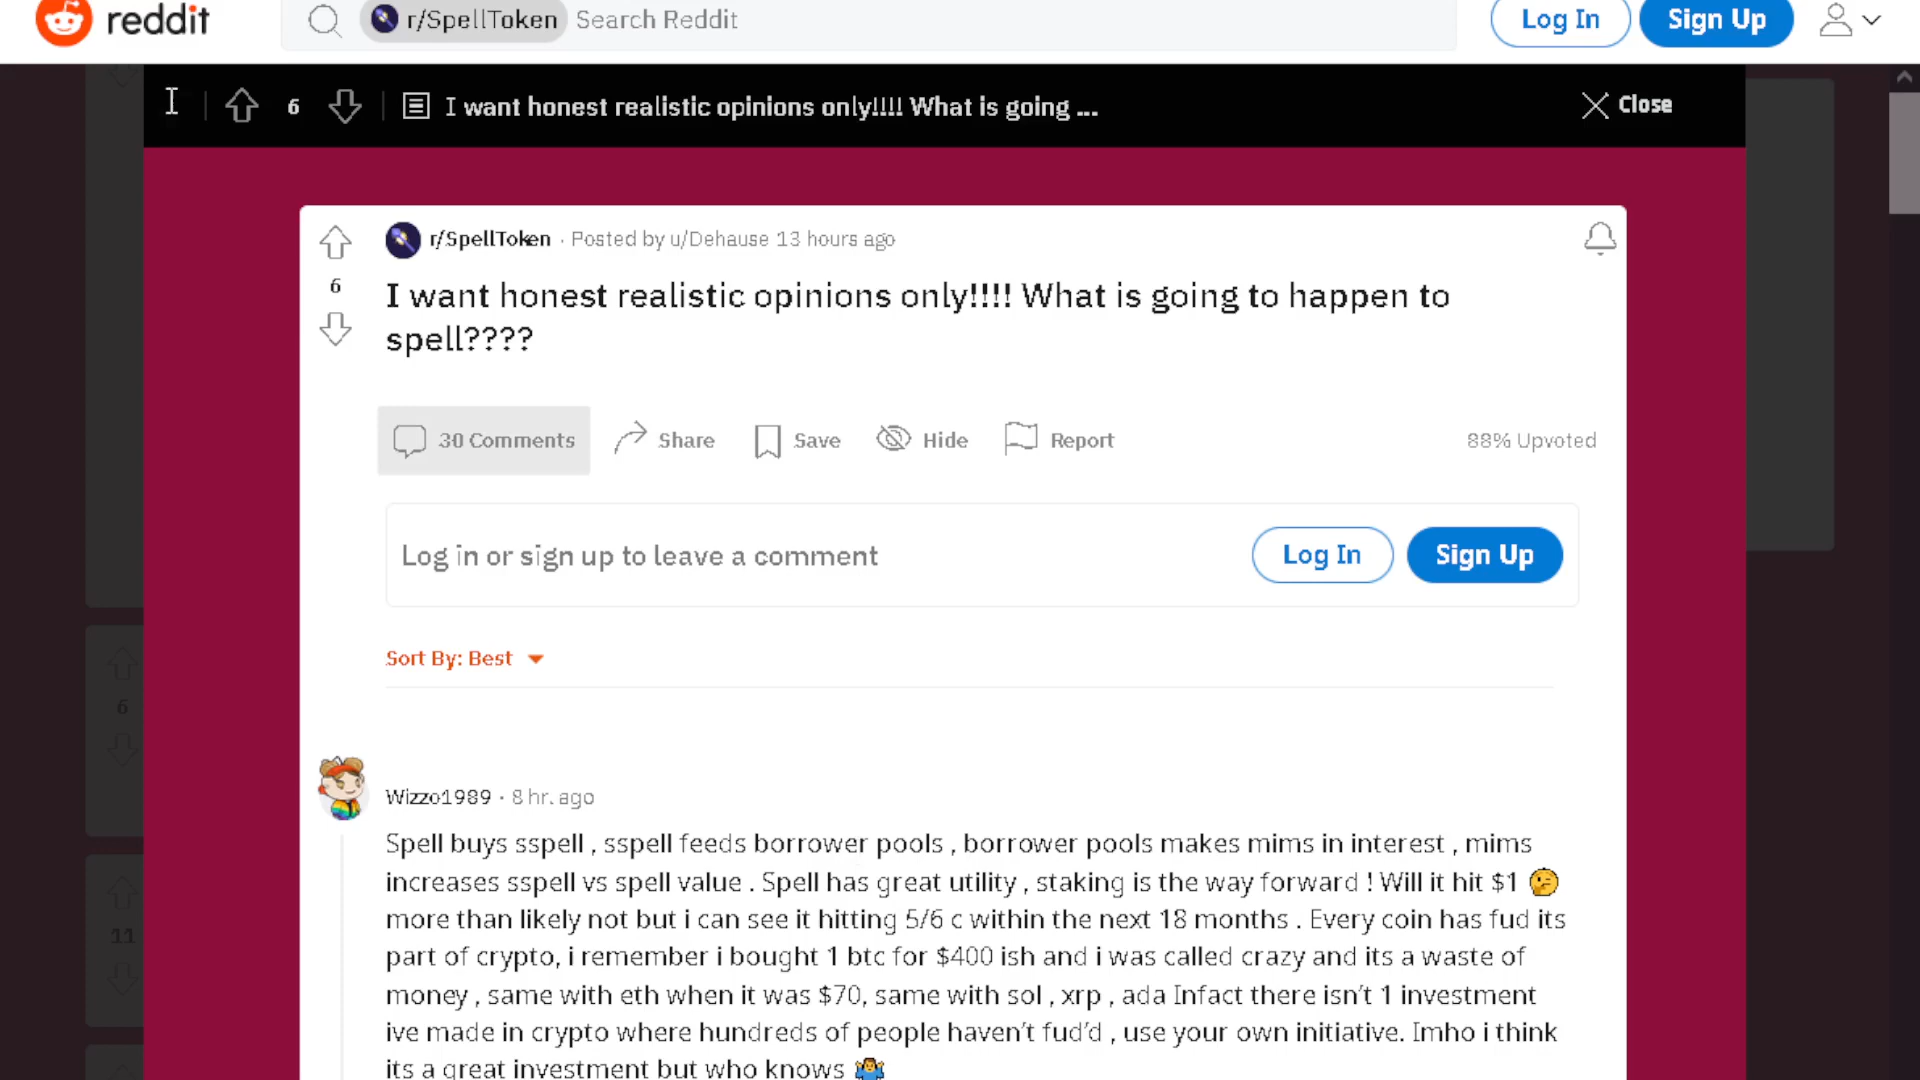 reddit
r/SpellToken Search Reddit
Log In
Sign Up
6
I want honest realistic opinions only!!!! What is going ...
Close
r/SpellToken · Posted by u/Dehause 13 hours ago
6
I want honest realistic opinions only!!!! What is going to happen to
spell????
30 Comments
Share
Save
Hide
Report
88% Upvoted
Log in or sign up to leave a comment
Log In
Sign Up
Sort By: Best
6
Wizzo1989 · 8 hr. ago
Spell buys sspell , sspell feeds borrower pools , borrower pools makes mims in interest , mims
increases sspell vs spell value . Spell has great utility , staking is the way forward ! Will it hit $1 🤔
more than likely not but i can see it hitting 5/6 c within the next 18 months . Every coin has fud its
11
part of crypto, i remember i bought 1 btc for $400 ish and i was called crazy and its a waste of
money , same with eth when it was $70, same with sol , xrp , ada Infact there isn't 1 investment
ive made in crypto where hundreds of people haven't fud'd , use your own initiative. Imho i think
its a great investment but who knows 🤷‍♂️